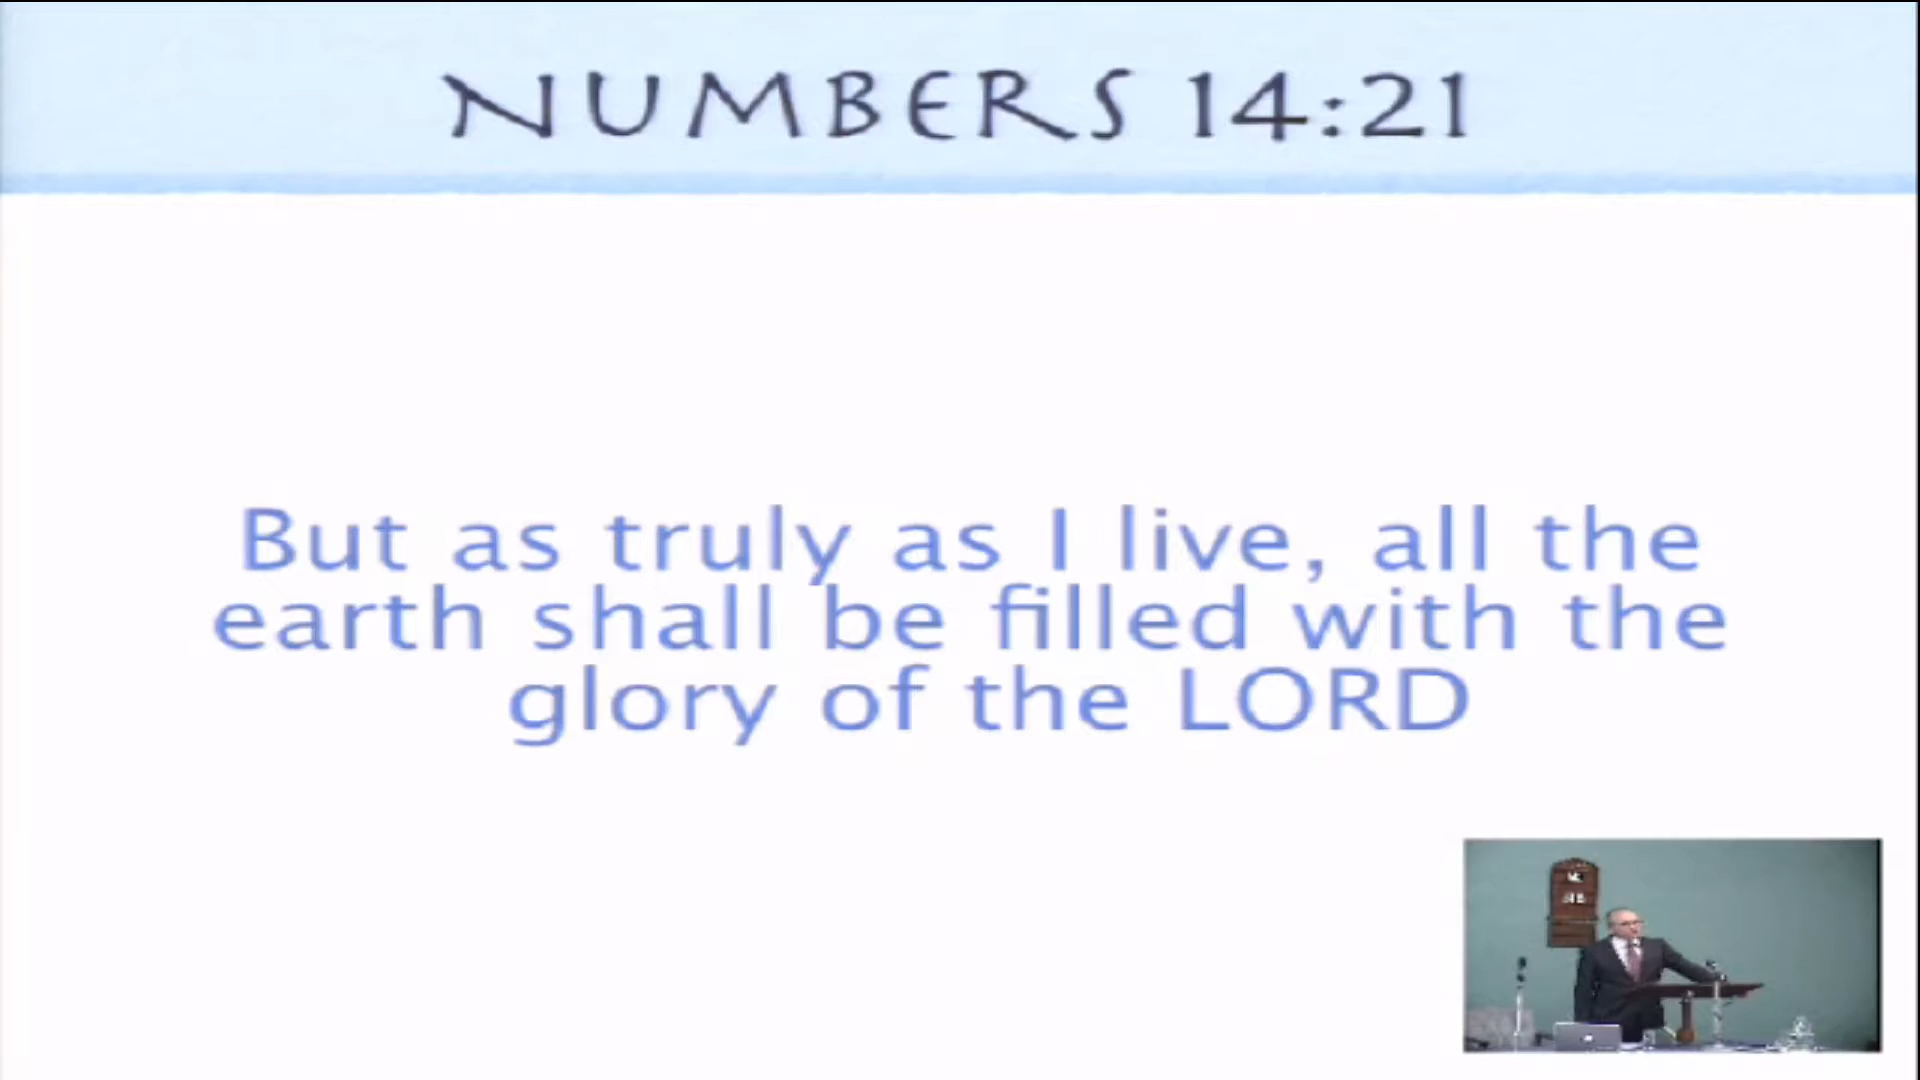 NUMBERS 14:21
But as truly as I live, all the
earth shall be filled with the
glory of the LORD